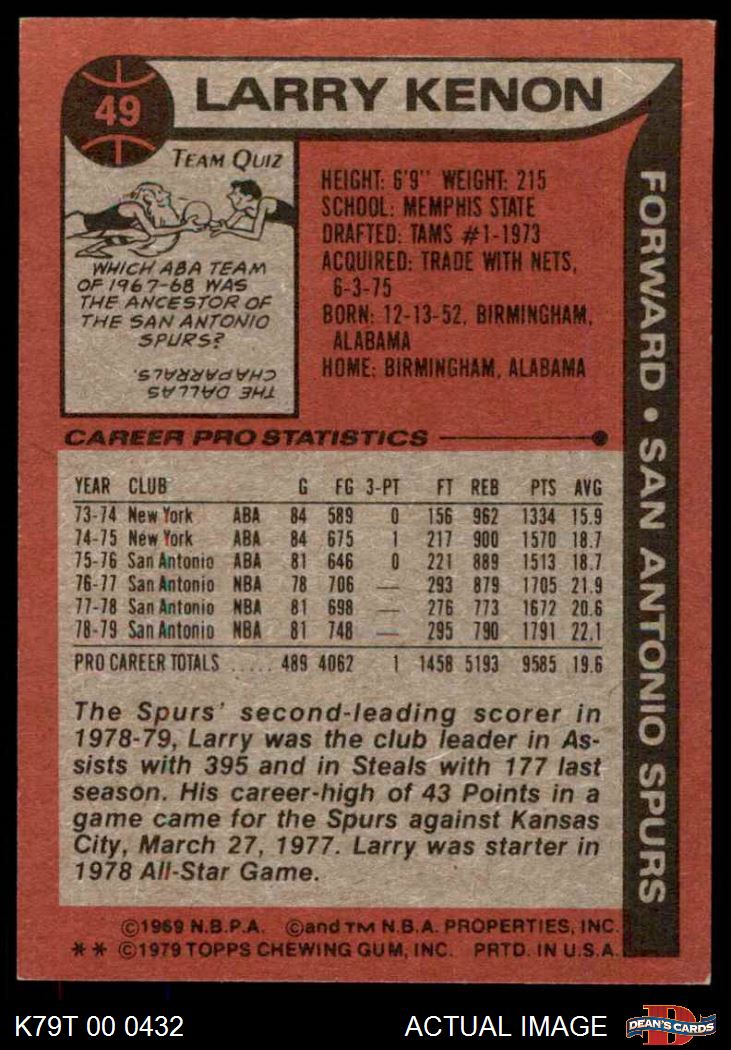 49
LARRY KENON
TEAM QUIZ
WHICH ABA TEAM
OF 1967-68 WAS
THE ANCESTOR OF
THE SAN ANTONIO
SPURS?
THE DALLAS
CHAPARRALS.
HEIGHT: 6'9" WEIGHT: 215
SCHOOL: MEMPHIS STATE
DRAFTED: TAMS #1-1973
ACQUIRED: TRADE WITH NETS,
6-3-75
BORN: 12-13-52, BIRMINGHAM,
ALABAMA
HOME: BIRMINGHAM, ALABAMA
FORWARD • SAN ANTONIO SPURS
CAREER PRO STATISTICS
YEAR CLUB G FG 3-PT FT REB PTS AVG
73-74 New York ABA 84 589 0 156 962 1334 15.9
74-75 New York ABA 84 675 1 217 900 1570 18.7
75-76 San Antonio ABA 81 646 0 221 889 1513 18.7
76-77 San Antonio NBA 78 706 — 293 879 1705 21.9
77-78 San Antonio NBA 81 698 — 276 773 1672 20.6
78-79 San Antonio NBA 81 748 — 295 790 1791 22.1
PRO CAREER TOTALS ..... 489 4062 1 1458 5193 9585 19.6
The Spurs' second-leading scorer in
1978-79, Larry was the club leader in As-
sists with 395 and in Steals with 177 last
season. His career-high of 43 Points in a
game came for the Spurs against Kansas
City, March 27, 1977. Larry was starter in
1978 All-Star Game.
©1969 N.B.P.A. ©and TM N.B.A. PROPERTIES, INC.
** ©1979 TOPPS CHEWING GUM, INC. PRTD. IN U.S.A.
K79T 00 0432
ACTUAL IMAGE
D
DEAN'S CARDS